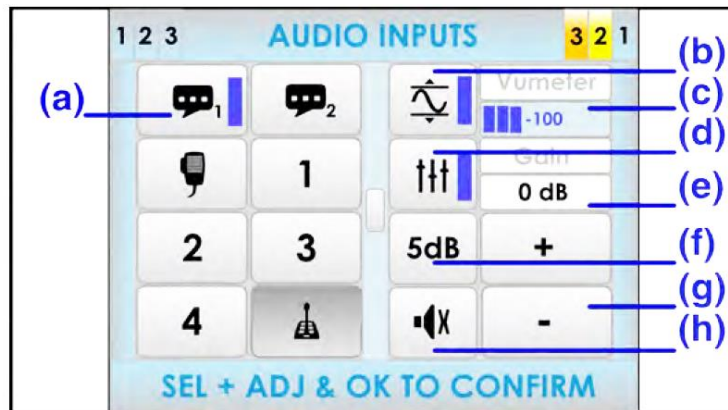 1 2 3 AUDIO INPUTS 3 2 1
(a)
(b)
(c)
(d)
(e)
(f)
(g)
(h)
1
2
Vumeter
-100
Gain
0 dB
1
2
3
5dB
+
4
X
-
SEL + ADJ & OK TO CONFIRM